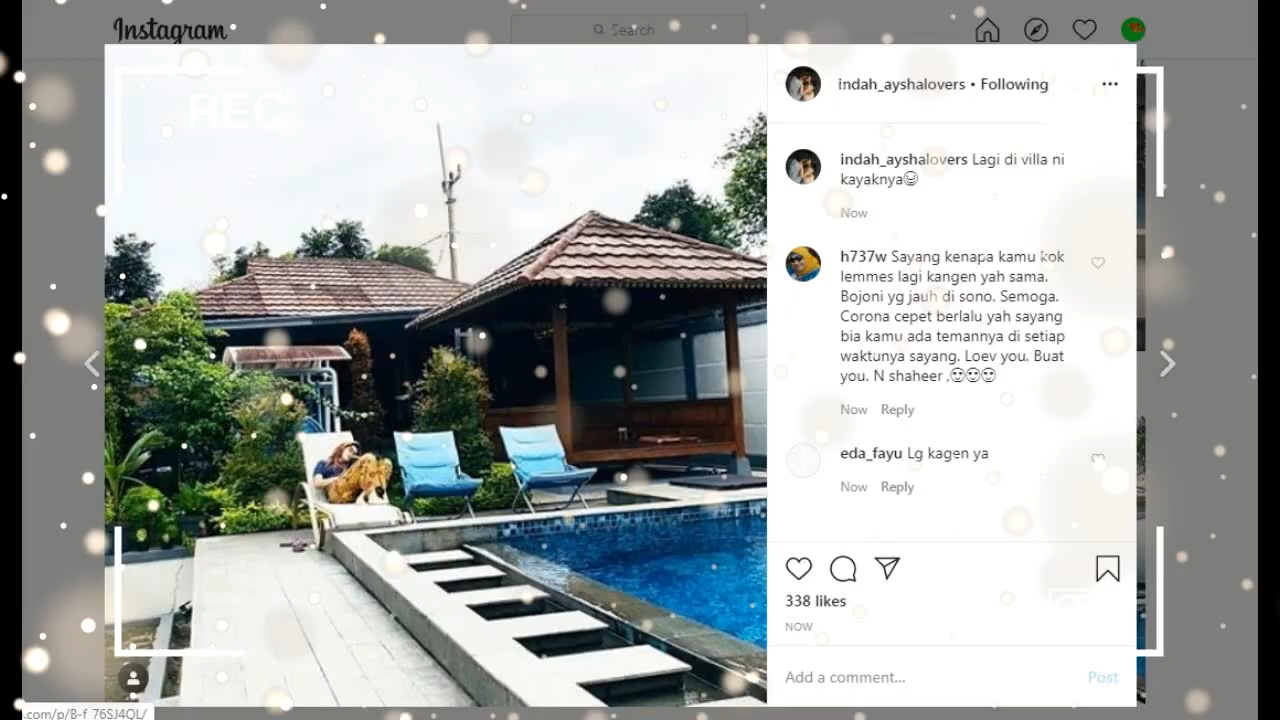 Instagram
Search
REC
indah_ayshalovers • Following
indah_ayshalovers Lagi di villa ni
kayaknya😆
Now
h737w Sayang kenapa kamu kok
lemmes lagi kangen yah sama.
Bojoni yg jauh di sono. Semoga.
Corona cepet berlalu yah sayang
bia kamu ada temannya di setiap
waktunya sayang. Loev you. Buat
you. N shaheer ,😍😍😍
Now Reply
eda_fayu Lg kagen ya
Now Reply
338 likes
NOW
Add a comment... Post
.com/p/B-f_76SJ4QL/